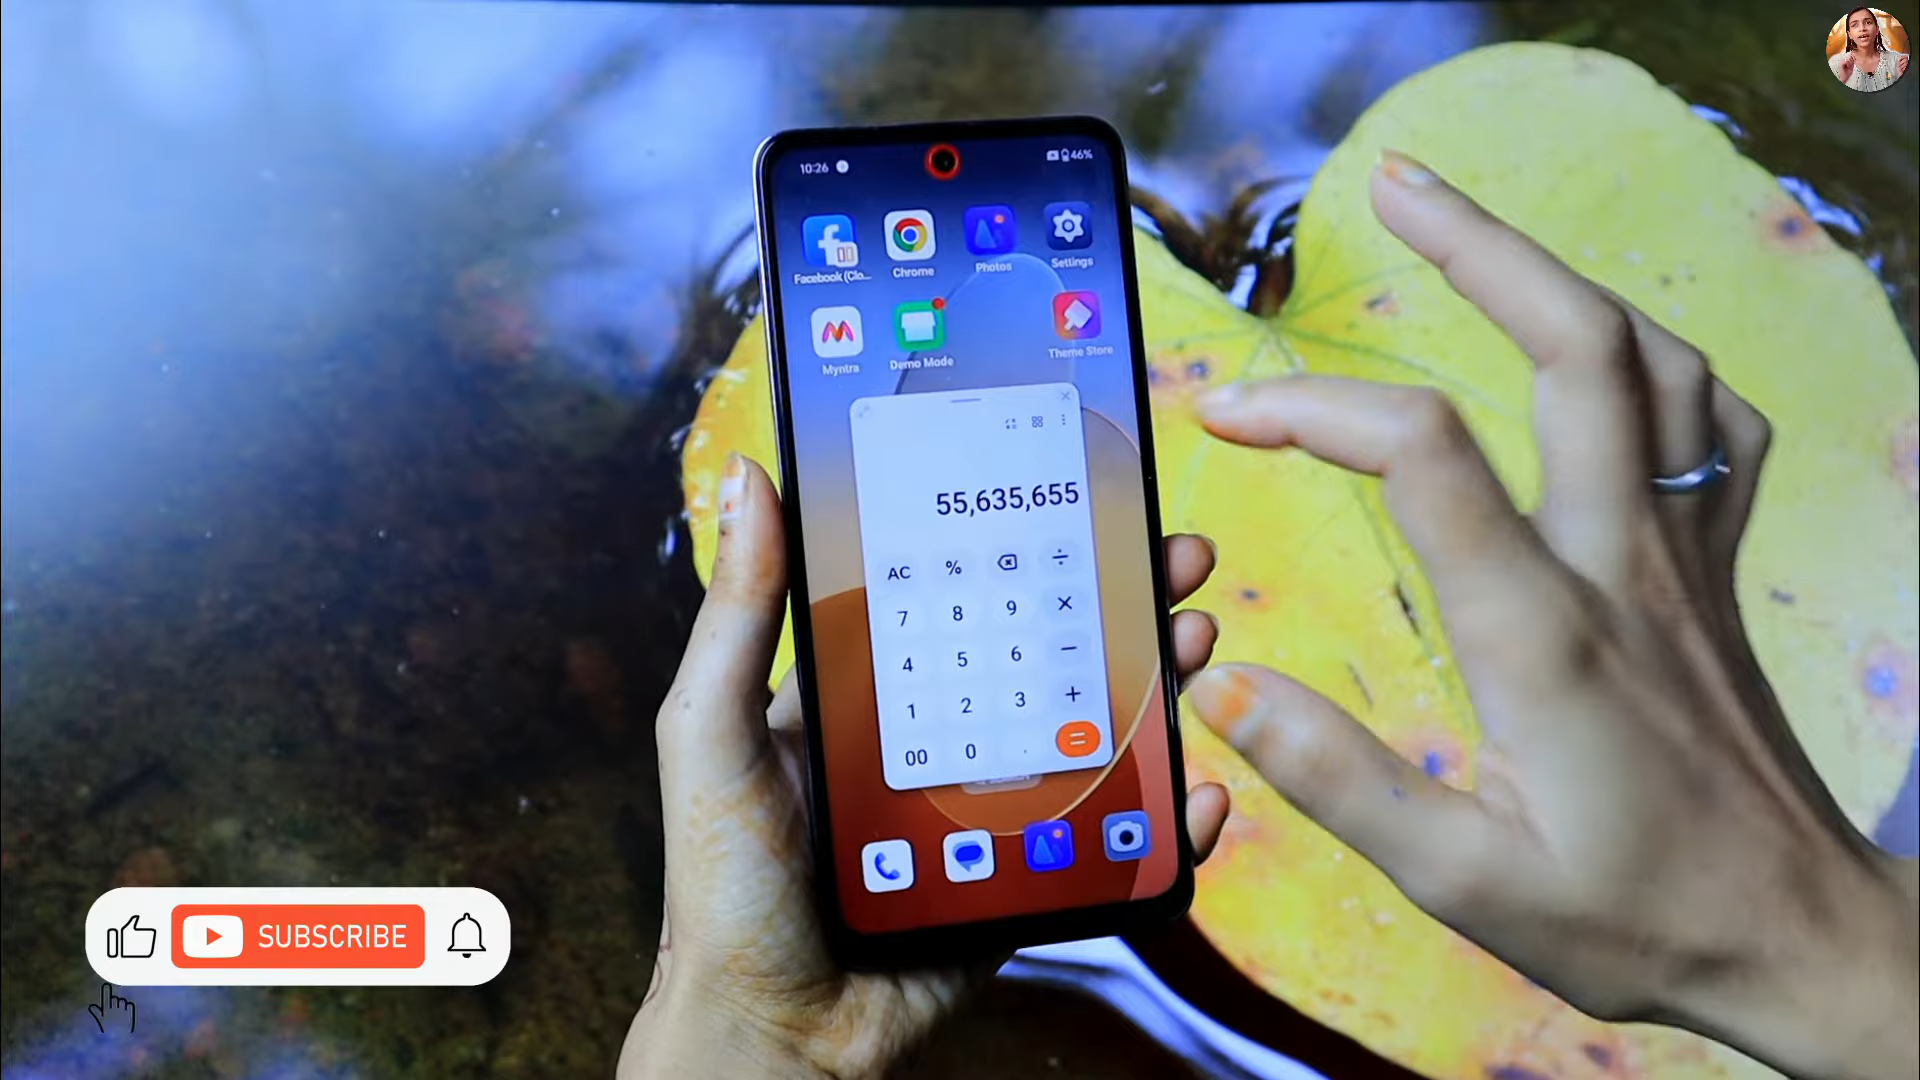 10:26 46%
Facebook (Clo... Chrome Photos Settings
Myntra Demo Mode Theme Store
55,635,655
AC % ÷
7 8 9 ×
4 5 6 −
1 2 3 +
00 0 . =
SUBSCRIBE